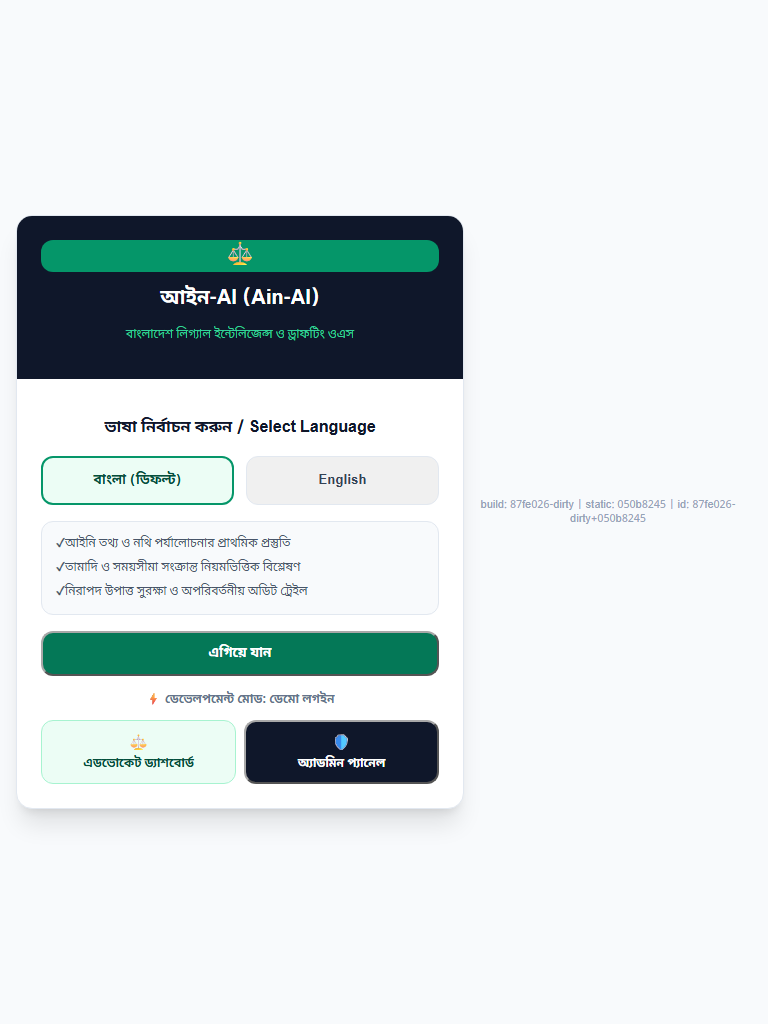 আইন-AI (Ain-AI)
বাংলাদেশ লিগ্যাল ইন্টেলিজেন্স ও ড্রাফটিং ওএস
ভাষা নির্বাচন করুন / Select Language
বাংলা (ডিফল্ট)
English
✓আইনি তথ্য ও নথি পর্যালোচনার প্রাথমিক প্রস্তুতি
✓তামাদি ও সময়সীমা সংক্রান্ত নিয়মভিত্তিক বিশ্লেষণ
✓নিরাপদ উপাত্ত সুরক্ষা ও অপরিবর্তনীয় অডিট ট্রেইল
এগিয়ে যান
ডেভেলপমেন্ট মোড: ডেমো লগইন
এডভোকেট ড্যাশবোর্ড
অ্যাডমিন প্যানেল
build: 87fe026-dirty | static: 050b8245 | id: 87fe026-
dirty+050b8245